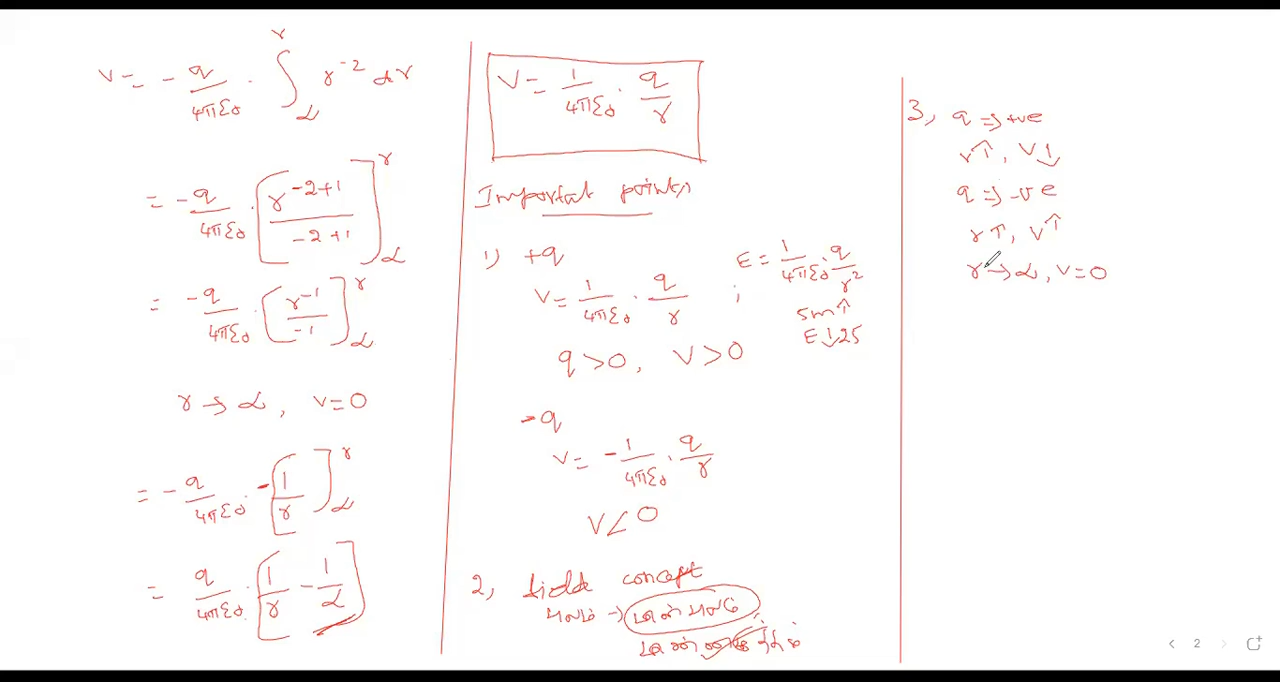 V = - q/4πε₀ · ∫_∝^r r⁻² dr
= -q/4πε₀ · [r⁻²⁺¹/-2+1]_∝^r
= -q/4πε₀ · [r⁻¹/-1]_∝^r
r → ∝, V=0
= - q/4πε₀ · -[1/r]_∝^r
= q/4πε₀ · [1/r - 1/∝]
V = 1/4πε₀ · q/r
Important points
1) +q
V = 1/4πε₀ · q/r ; E = 1/4πε₀ · q/r²
5m↑
E↓25
q>0, V>0
-q
V = -1/4πε₀ · q/r
V<0
2, field concept
புலம் → மின்புலம்
3, q ⇒ +ve
r↑, V↓
q ⇒ -ve
r↑, V↑
r → ∝, V=0
2